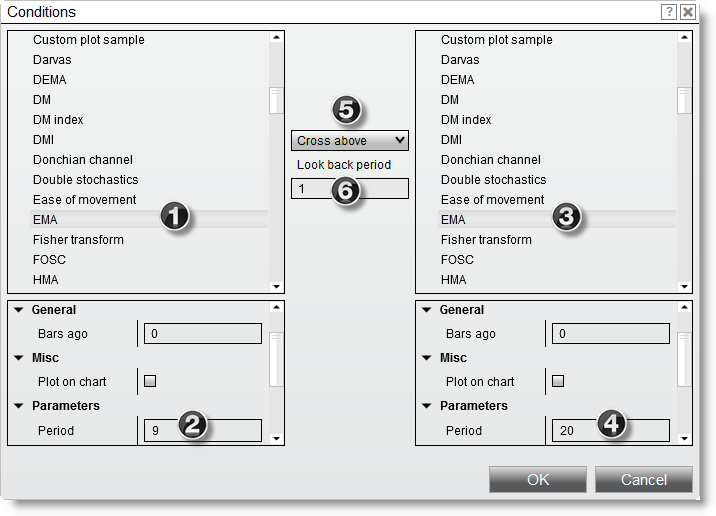 Conditions
?
Custom plot sample
Darvas
DEMA
DM
DM index
DMI
Donchian channel
Double stochastics
Ease of movement
EMA
Fisher transform
FOSC
HMA
1
General
Bars ago 0
Misc
Plot on chart
Parameters
Period 9
2
5
Cross above
Look back period
1
6
Custom plot sample
Darvas
DEMA
DM
DM index
DMI
Donchian channel
Double stochastics
Ease of movement
EMA
Fisher transform
FOSC
HMA
3
General
Bars ago 0
Misc
Plot on chart
Parameters
Period 20
4
OK Cancel